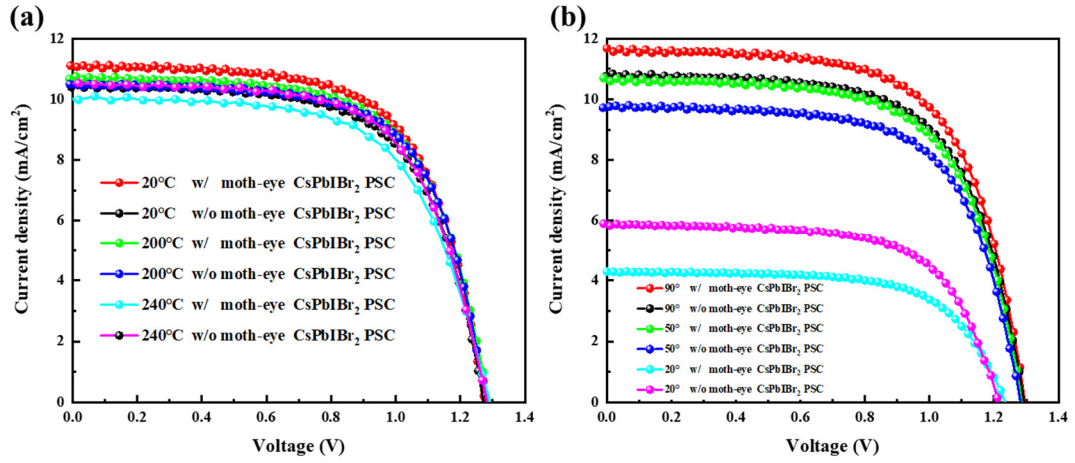 (a)
12
10
8
6
4
2
0
Current density (mA/cm²)
20°C w/ moth-eye CsPbIBr₂ PSC
20°C w/o moth-eye CsPbIBr₂ PSC
200°C w/ moth-eye CsPbIBr₂ PSC
200°C w/o moth-eye CsPbIBr₂ PSC
240°C w/ moth-eye CsPbIBr₂ PSC
240°C w/o moth-eye CsPbIBr₂ PSC
0.0 0.2 0.4 0.6 0.8 1.0 1.2 1.4
Voltage (V)
(b)
12
10
8
6
4
2
0
Current density (mA/cm²)
90° w/ moth-eye CsPbIBr₂ PSC
90° w/o moth-eye CsPbIBr₂ PSC
50° w/ moth-eye CsPbIBr₂ PSC
50° w/o moth-eye CsPbIBr₂ PSC
20° w/ moth-eye CsPbIBr₂ PSC
20° w/o moth-eye CsPbIBr₂ PSC
0.0 0.2 0.4 0.6 0.8 1.0 1.2 1.4
Voltage (V)